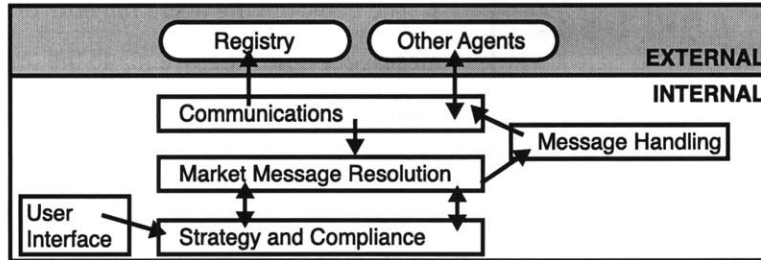 Registry
Other Agents
EXTERNAL
INTERNAL
Communications
Message Handling
Market Message Resolution
User
Interface
Strategy and Compliance